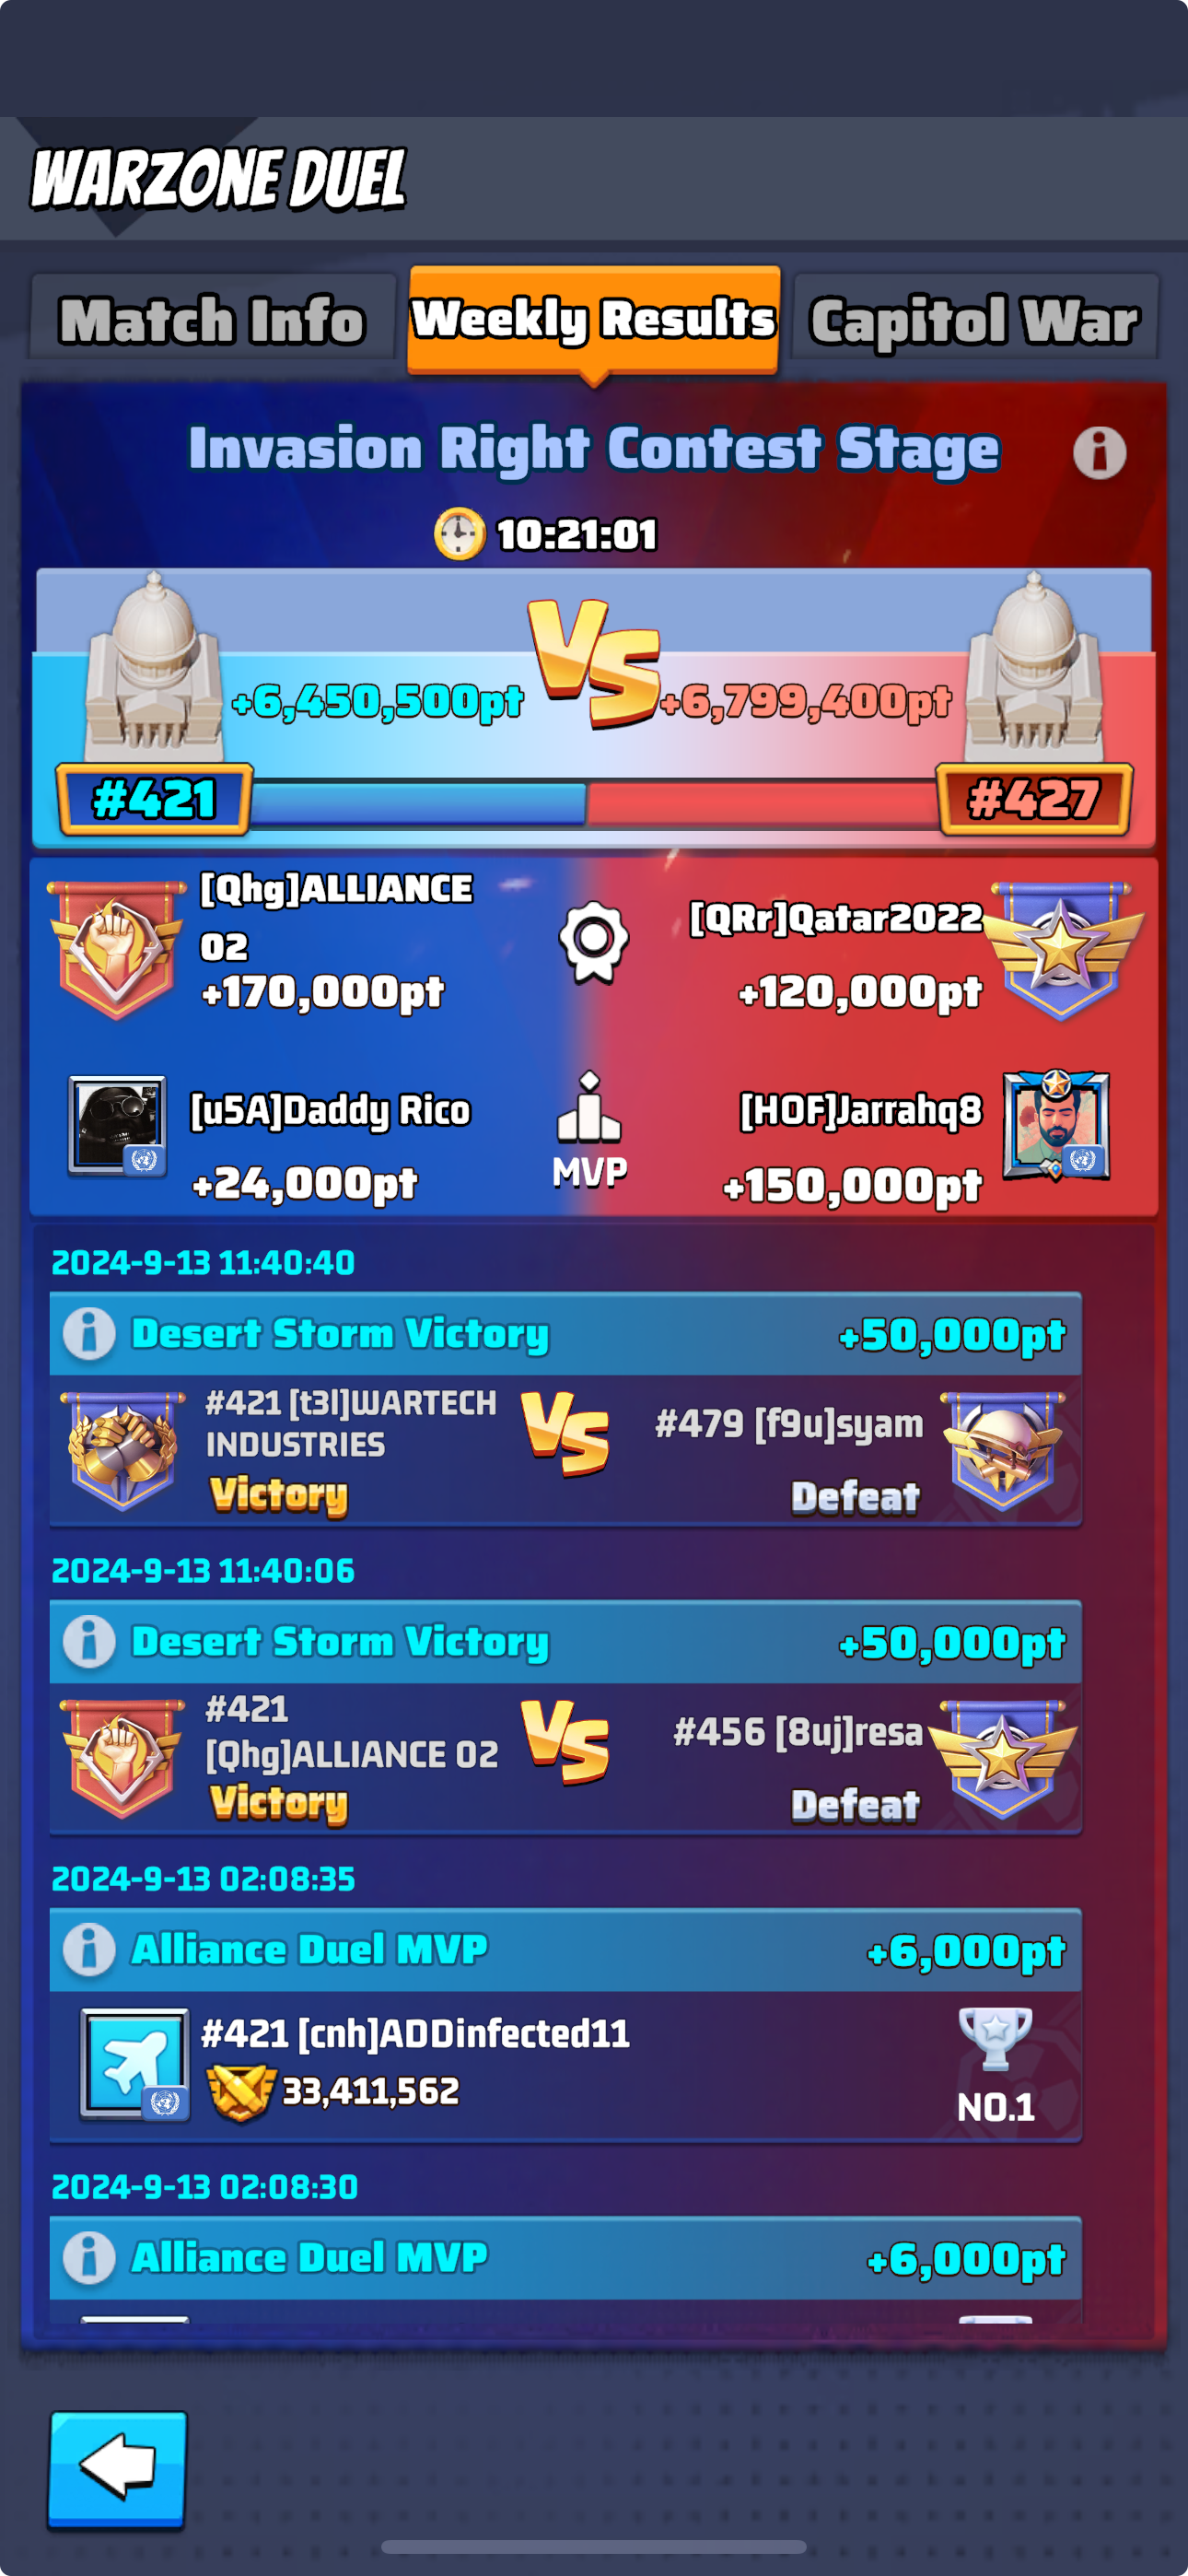 WARZONE DUEL
Match Info
Weekly Results
Capitol War
Invasion Right Contest Stage
10:21:01
+6,450,500pt
VS
+6,799,400pt
#421
#427
[Qhg]ALLIANCE
02
+170,000pt
[QRr]Qatar2022
+120,000pt
[u5A]Daddy Rico
+24,000pt
MVP
[HOF]Jarrahq8
+150,000pt
2024-9-13 11:40:40
Desert Storm Victory
+50,000pt
#421 [t3l]WARTECH
INDUSTRIES
Victory
VS
#479 [f9u]syam
Defeat
2024-9-13 11:40:06
Desert Storm Victory
+50,000pt
#421
[Qhg]ALLIANCE 02
Victory
VS
#456 [8uj]resa
Defeat
2024-9-13 02:08:35
Alliance Duel MVP
+6,000pt
#421 [cnh]ADDinfected11
33,411,562
NO.1
2024-9-13 02:08:30
Alliance Duel MVP
+6,000pt